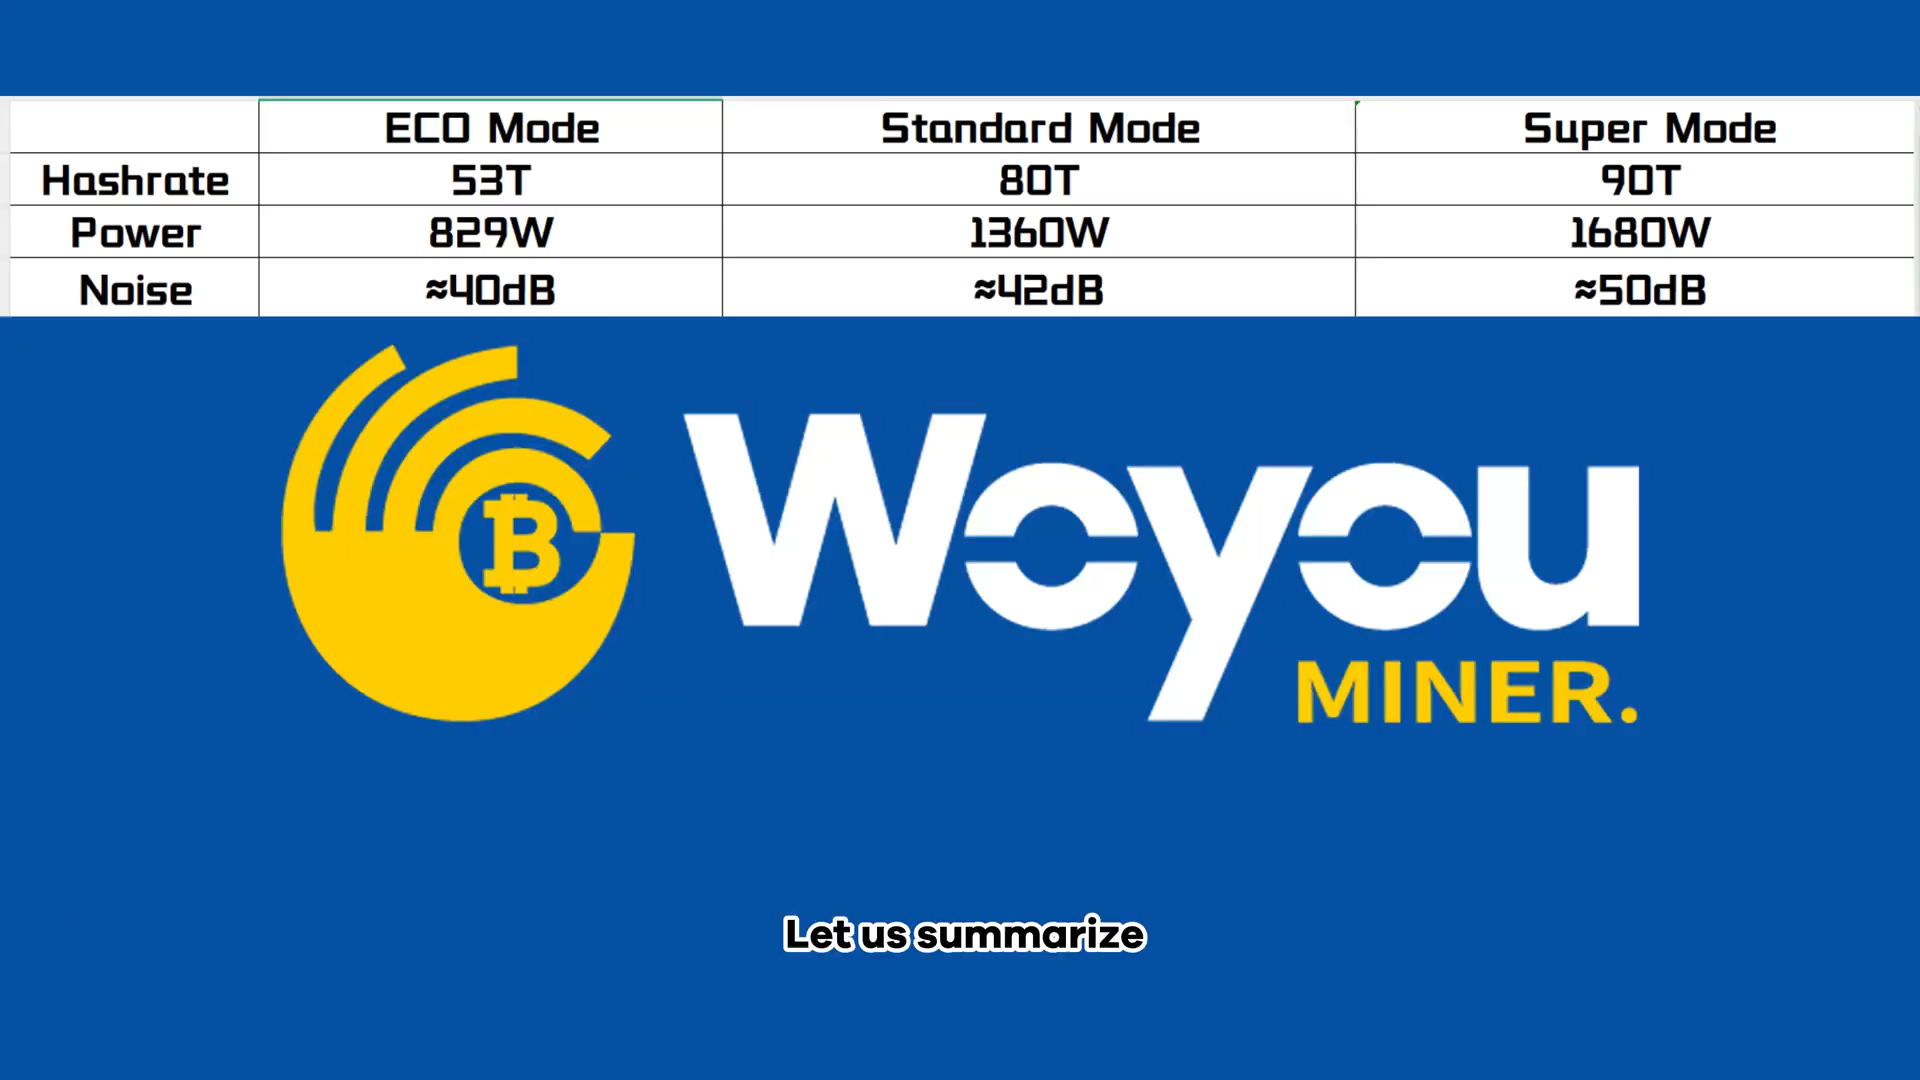 ECO Mode Standard Mode Super Mode
Hashrate 53T 80T 90T
Power 829W 1360W 1680W
Noise ≈40dB ≈42dB ≈50dB
Woyou
MINER.
Let us summarize